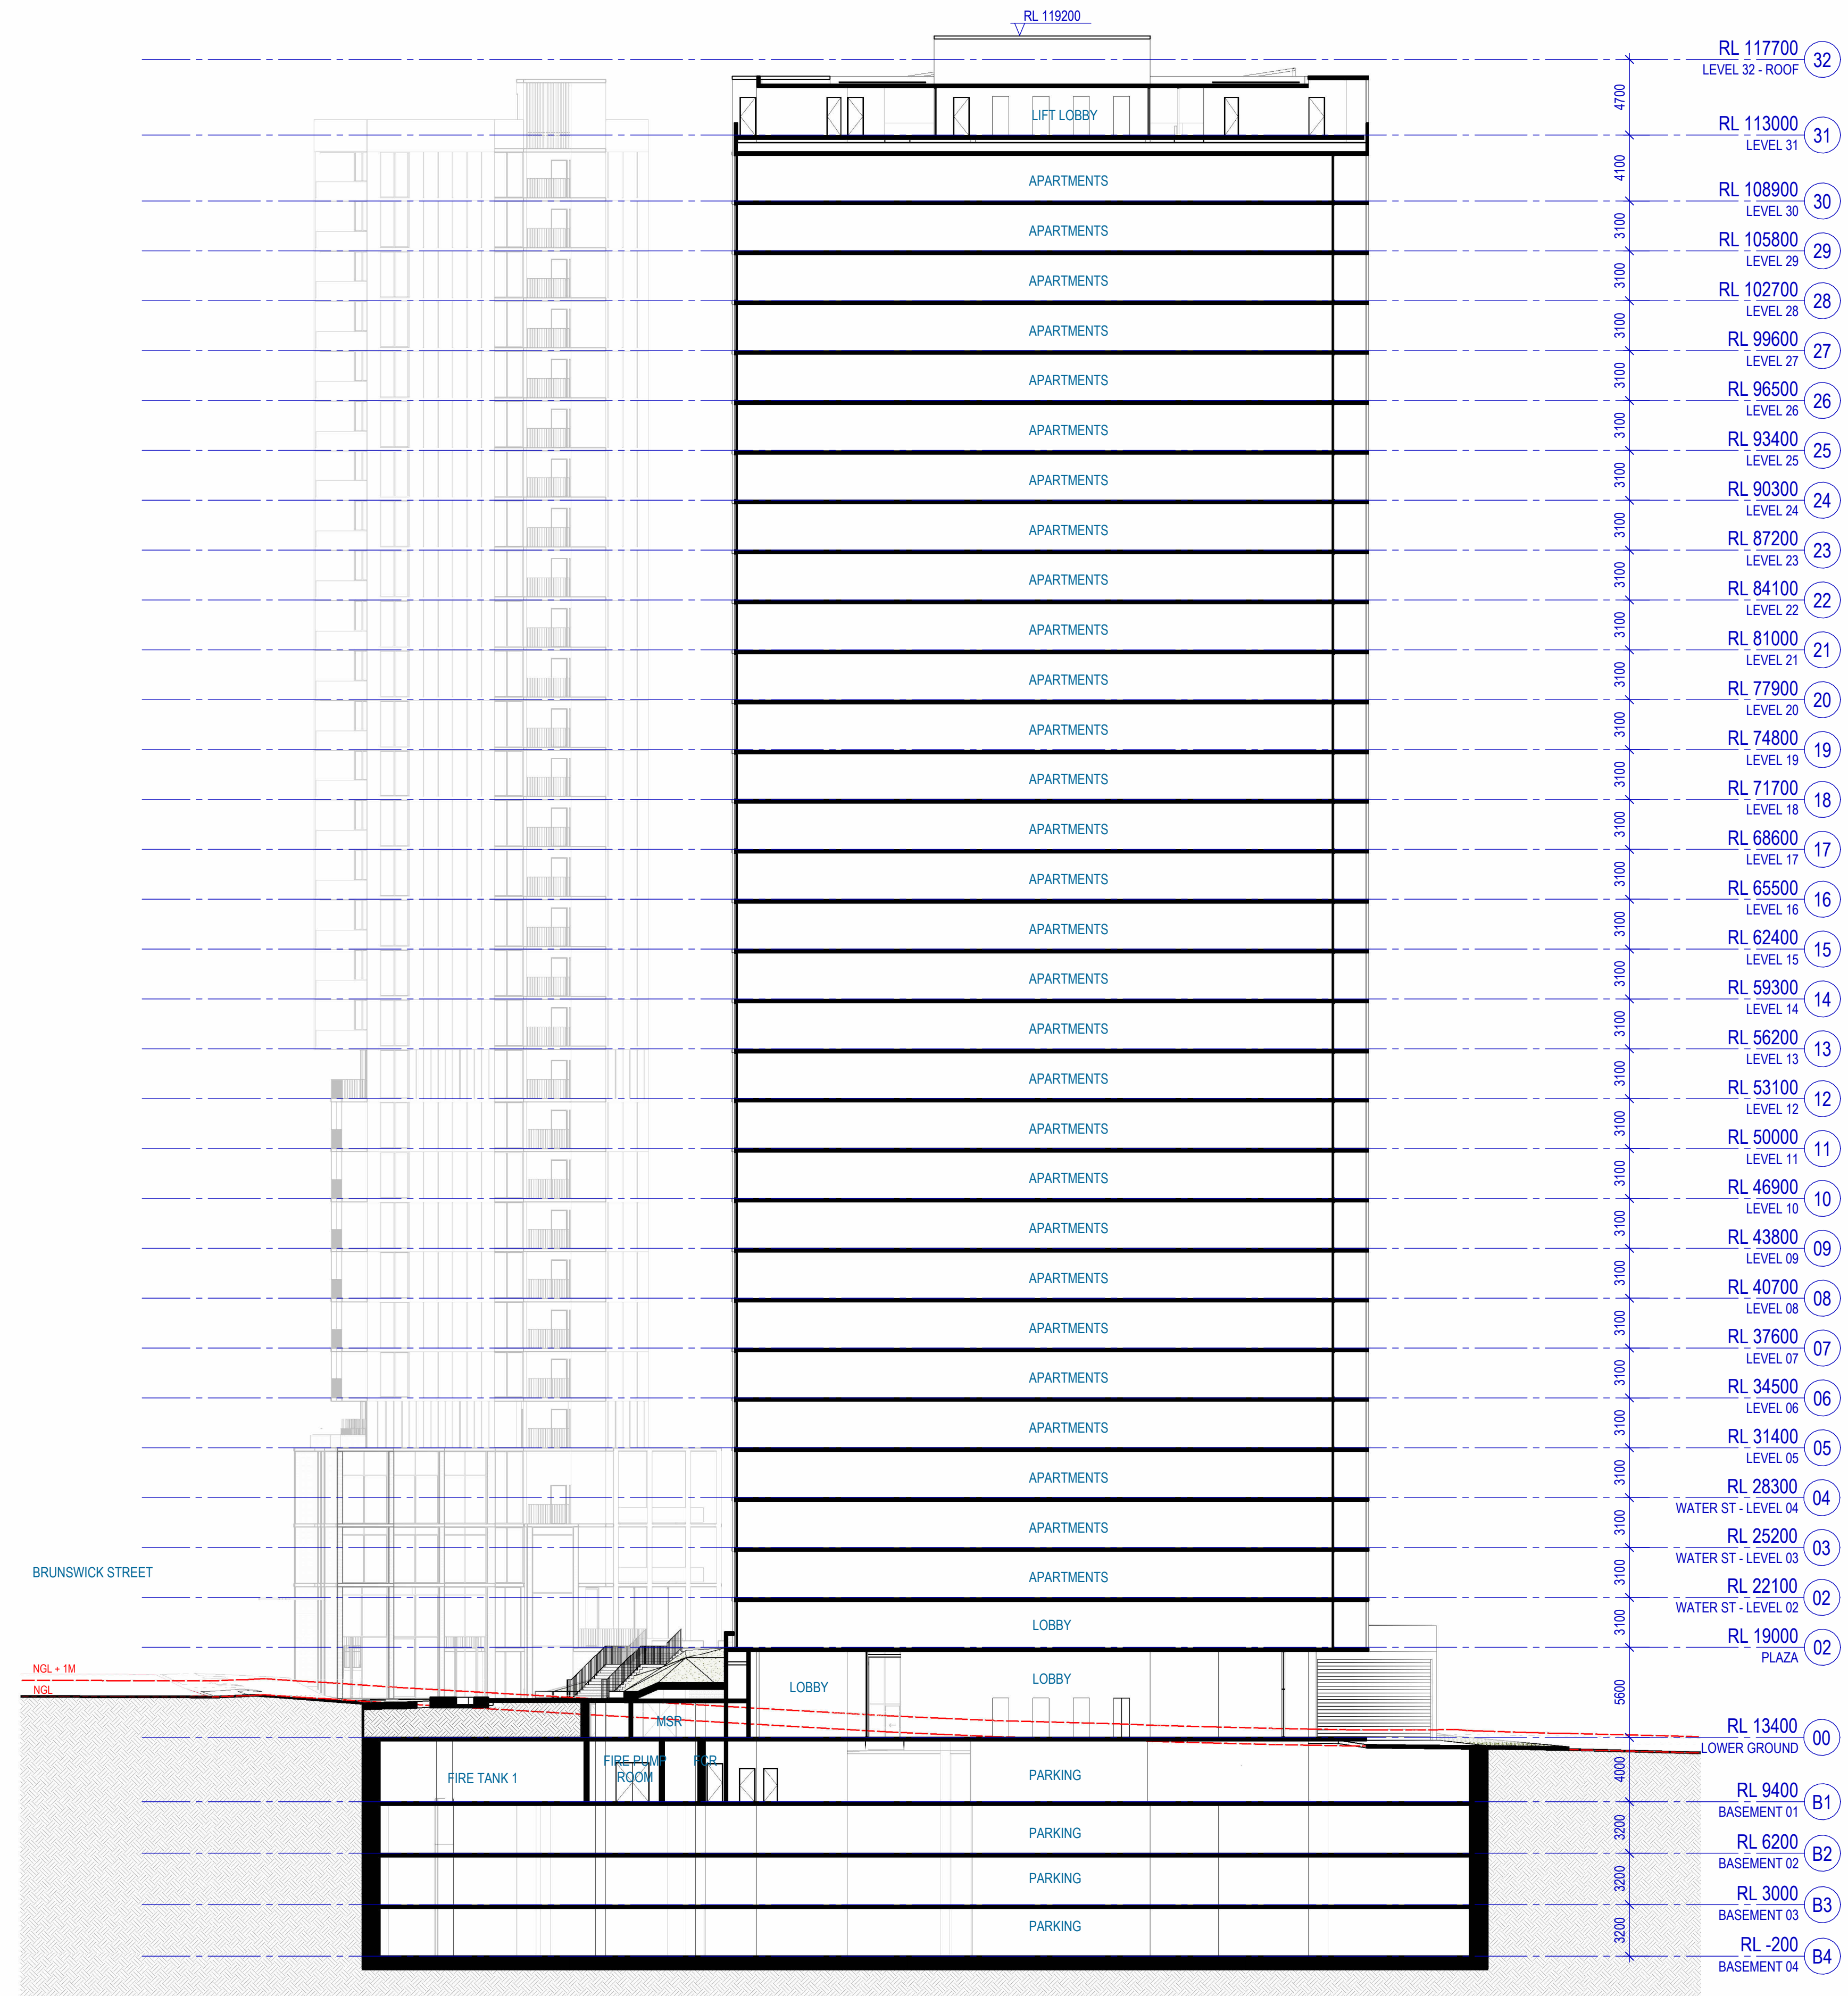 RL 119200
RL 117700
32
LEVEL 32 - ROOF
4700
LIFT LOBBY
RL 113000
31
LEVEL 31
4100
APARTMENTS
RL 108900
30
LEVEL 30
3100
APARTMENTS
RL 105800
29
LEVEL 29
3100
APARTMENTS
RL 102700
28
LEVEL 28
3100
APARTMENTS
RL 99600
27
LEVEL 27
3100
APARTMENTS
RL 96500
26
LEVEL 26
3100
APARTMENTS
RL 93400
25
LEVEL 25
3100
APARTMENTS
RL 90300
24
LEVEL 24
3100
APARTMENTS
RL 87200
23
LEVEL 23
3100
APARTMENTS
RL 84100
22
LEVEL 22
3100
APARTMENTS
RL 81000
21
LEVEL 21
3100
APARTMENTS
RL 77900
20
LEVEL 20
3100
APARTMENTS
RL 74800
19
LEVEL 19
3100
APARTMENTS
RL 71700
18
LEVEL 18
3100
APARTMENTS
RL 68600
17
LEVEL 17
3100
APARTMENTS
RL 65500
16
LEVEL 16
3100
APARTMENTS
RL 62400
15
LEVEL 15
3100
APARTMENTS
RL 59300
14
LEVEL 14
3100
APARTMENTS
RL 56200
13
LEVEL 13
3100
APARTMENTS
RL 53100
12
LEVEL 12
3100
APARTMENTS
RL 50000
11
LEVEL 11
3100
APARTMENTS
RL 46900
10
LEVEL 10
3100
APARTMENTS
RL 43800
09
LEVEL 09
3100
APARTMENTS
RL 40700
08
LEVEL 08
3100
APARTMENTS
RL 37600
07
LEVEL 07
3100
APARTMENTS
RL 34500
06
LEVEL 06
3100
APARTMENTS
RL 31400
05
LEVEL 05
3100
APARTMENTS
RL 28300
04
WATER ST - LEVEL 04
3100
APARTMENTS
RL 25200
03
WATER ST - LEVEL 03
BRUNSWICK STREET
3100
APARTMENTS
RL 22100
02
WATER ST - LEVEL 02
3100
LOBBY
RL 19000
02
PLAZA
NGL + 1M
NGL
5600
LOBBY
LOBBY
MSR
RL 13400
00
LOWER GROUND
4000
FIRE TANK 1
FIRE PUMP
ROOM
FCR
PARKING
RL 9400
B1
BASEMENT 01
3200
PARKING
RL 6200
B2
BASEMENT 02
3200
PARKING
RL 3000
B3
BASEMENT 03
3200
PARKING
RL -200
B4
BASEMENT 04